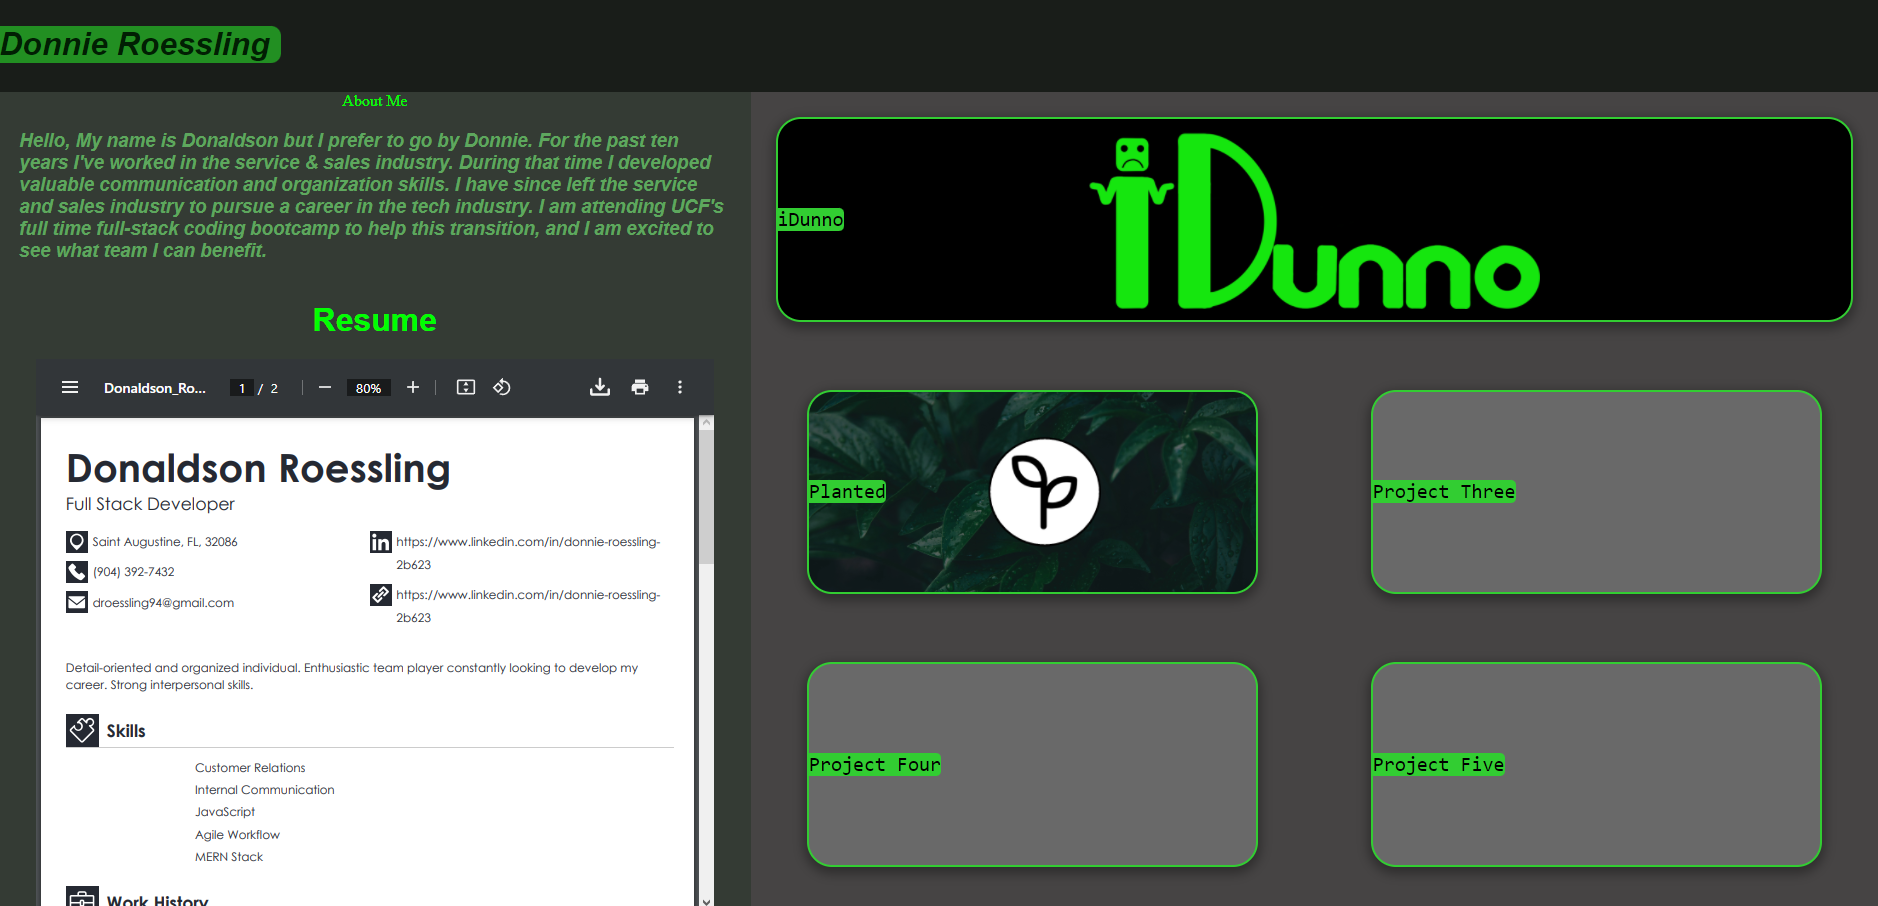 Donnie Roessling
About Me
Hello, My name is Donaldson but I prefer to go by Donnie. For the past ten
years I've worked in the service & sales industry. During that time I developed
valuable communication and organization skills. I have since left the service
and sales industry to pursue a career in the tech industry. I am attending UCF's
full time full-stack coding bootcamp to help this transition, and I am excited to
see what team I can benefit.
Resume
Donaldson_Ro...
1 / 2
80%
Donaldson Roessling
Full Stack Developer
Saint Augustine, FL, 32086
(904) 392-7432
droessling94@gmail.com
in
https://www.linkedin.com/in/donnie-roessling-
2b623
https://www.linkedin.com/in/donnie-roessling-
2b623
Detail-oriented and organized individual. Enthusiastic team player constantly looking to develop my
career. Strong interpersonal skills.
Skills
Customer Relations
Internal Communication
JavaScript
Agile Workflow
MERN Stack
Work History
iDunno
iDunno
Planted
Project Three
Project Four
Project Five